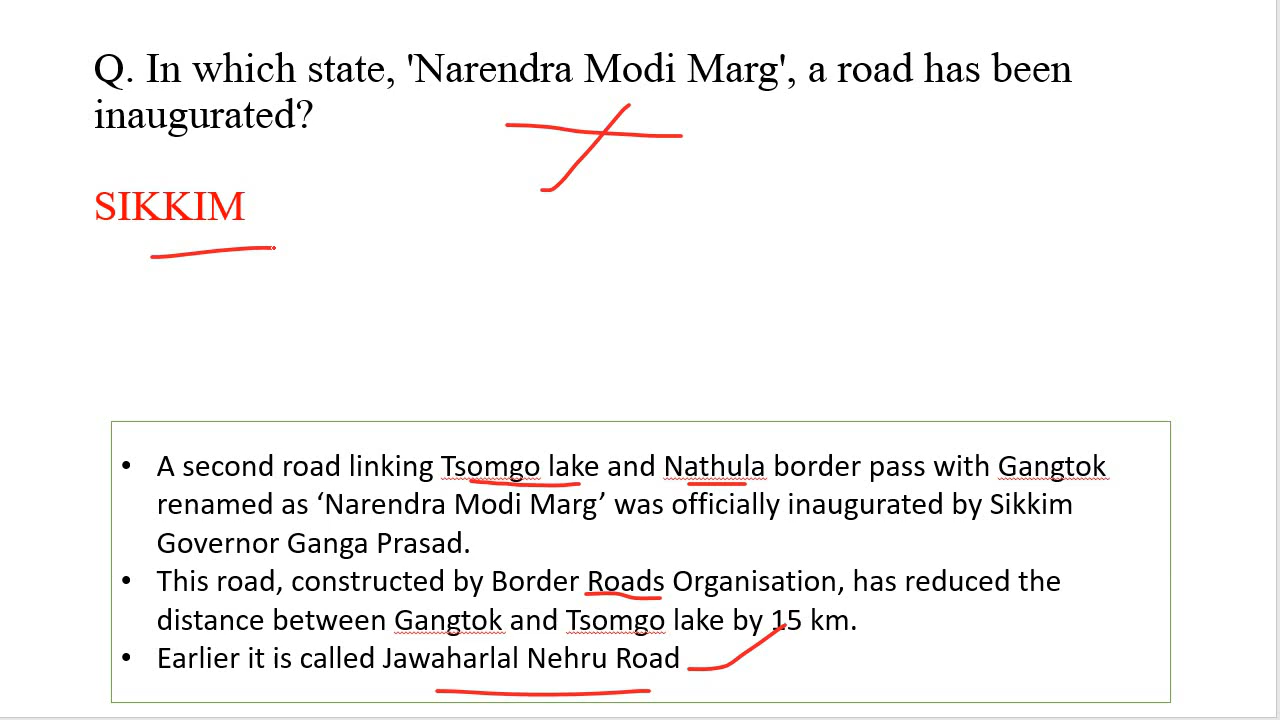 Q. In which state, 'Narendra Modi Marg', a road has been
inaugurated?
SIKKIM
• A second road linking Tsomgo lake and Nathula border pass with Gangtok
renamed as ‘Narendra Modi Marg’ was officially inaugurated by Sikkim
Governor Ganga Prasad.
• This road, constructed by Border Roads Organisation, has reduced the
distance between Gangtok and Tsomgo lake by 15 km.
• Earlier it is called Jawaharlal Nehru Road